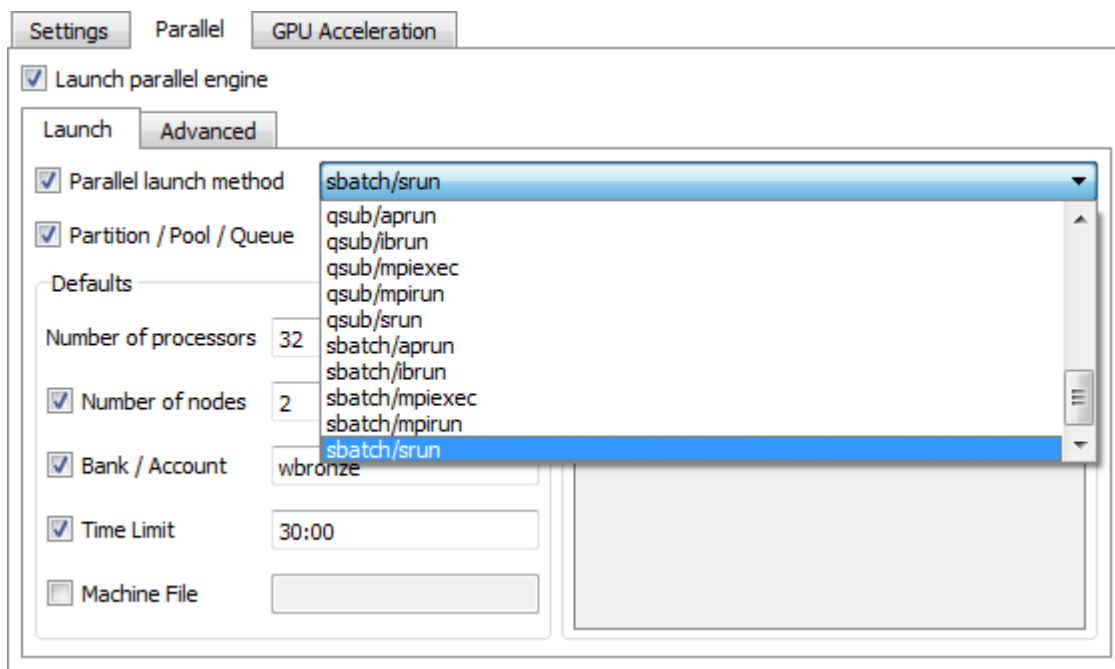 Settings Parallel GPU Acceleration
Launch parallel engine
Launch Advanced
Parallel launch method sbatch/srun
qsub/aprun
Partition / Pool / Queue qsub/ibrun
qsub/mpiexec
Defaults qsub/mpirun
qsub/srun
Number of processors 32 sbatch/aprun
sbatch/ibrun
Number of nodes 2 sbatch/mpiexec
sbatch/mpirun
sbatch/srun
Bank / Account wbronze
Time Limit 30:00
Machine File